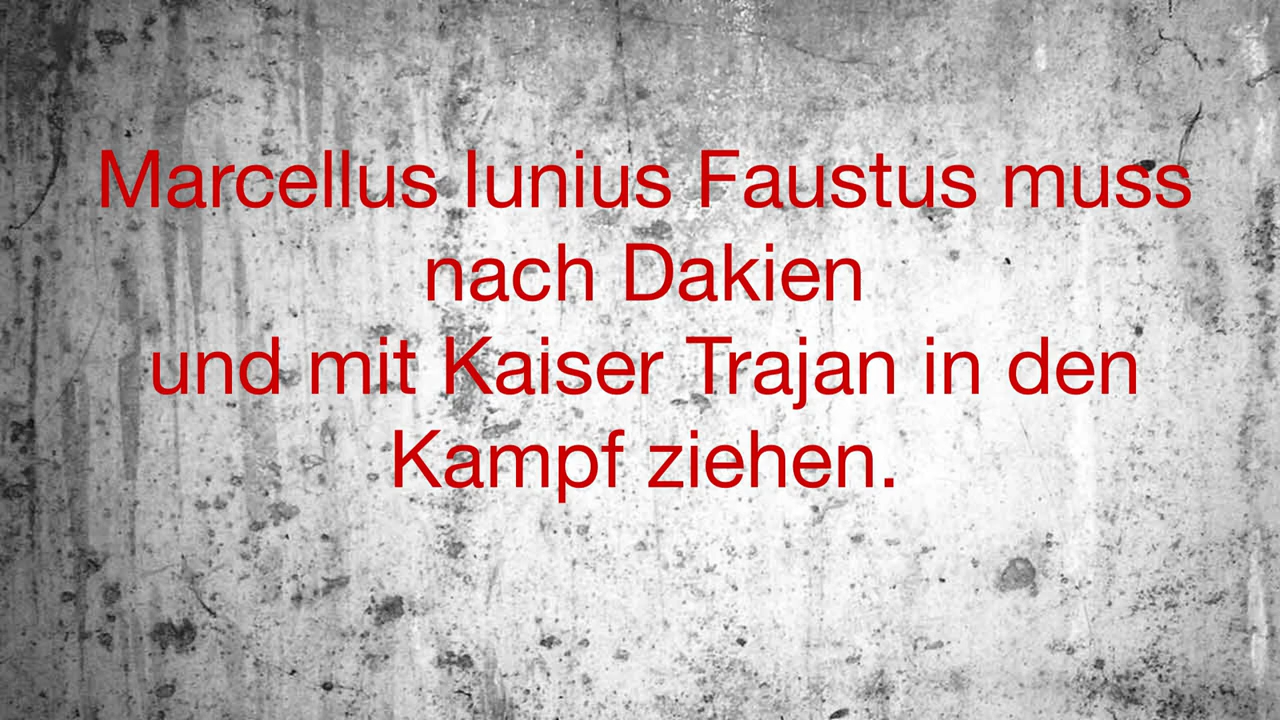 Marcellus Iunius Faustus muss
nach Dakien
und mit Kaiser Trajan in den
Kampf ziehen.